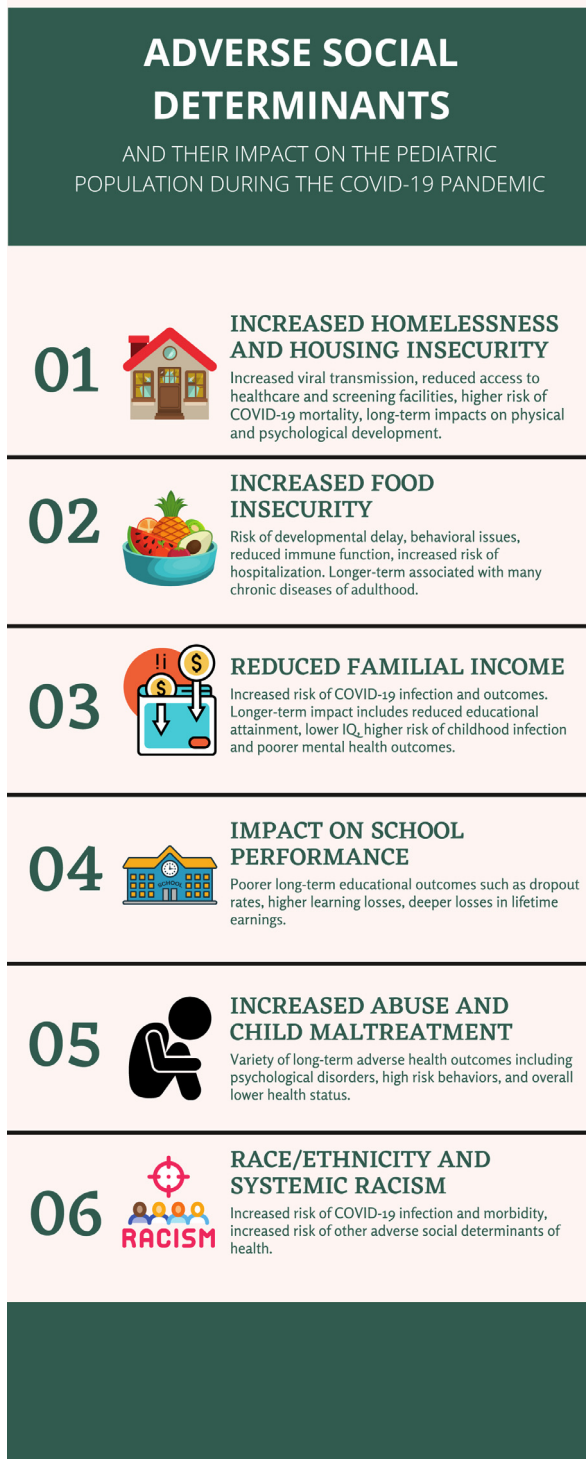 ADVERSE SOCIAL
DETERMINANTS
AND THEIR IMPACT ON THE PEDIATRIC
POPULATION DURING THE COVID-19 PANDEMIC
01
INCREASED HOMELESSNESS
AND HOUSING INSECURITY
Increased viral transmission, reduced access to
healthcare and screening facilities, higher risk of
COVID-19 mortality, long-term impacts on physical
and psychological development.
02
INCREASED FOOD
INSECURITY
Risk of developmental delay, behavioral issues,
reduced immune function, increased risk of
hospitalization. Longer-term associated with many
chronic diseases of adulthood.
03
!¡
$
$
REDUCED FAMILIAL INCOME
Increased risk of COVID-19 infection and outcomes.
Longer-term impact includes reduced educational
attainment, lower IQ, higher risk of childhood infection
and poorer mental health outcomes.
04
SCHOOL
IMPACT ON SCHOOL
PERFORMANCE
Poorer long-term educational outcomes such as dropout
rates, higher learning losses, deeper losses in lifetime
earnings.
05
INCREASED ABUSE AND
CHILD MALTREATMENT
Variety of long-term adverse health outcomes including
psychological disorders, high risk behaviors, and overall
lower health status.
06
RACISM
RACE/ETHNICITY AND
SYSTEMIC RACISM
Increased risk of COVID-19 infection and morbidity,
increased risk of other adverse social determinants of
health.